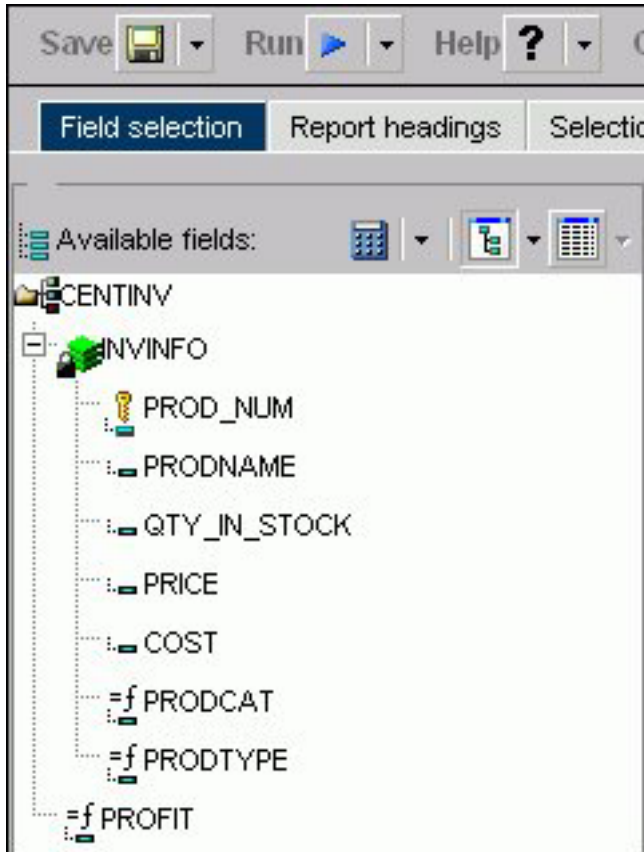 Save Run Help ?
Field selection Report headings
Available fields:
CENTINV
INVINFO
PROD_NUM
PRODNAME
QTY_IN_STOCK
PRICE
COST
=f PRODCAT
=f PRODTYPE
=f PROFIT